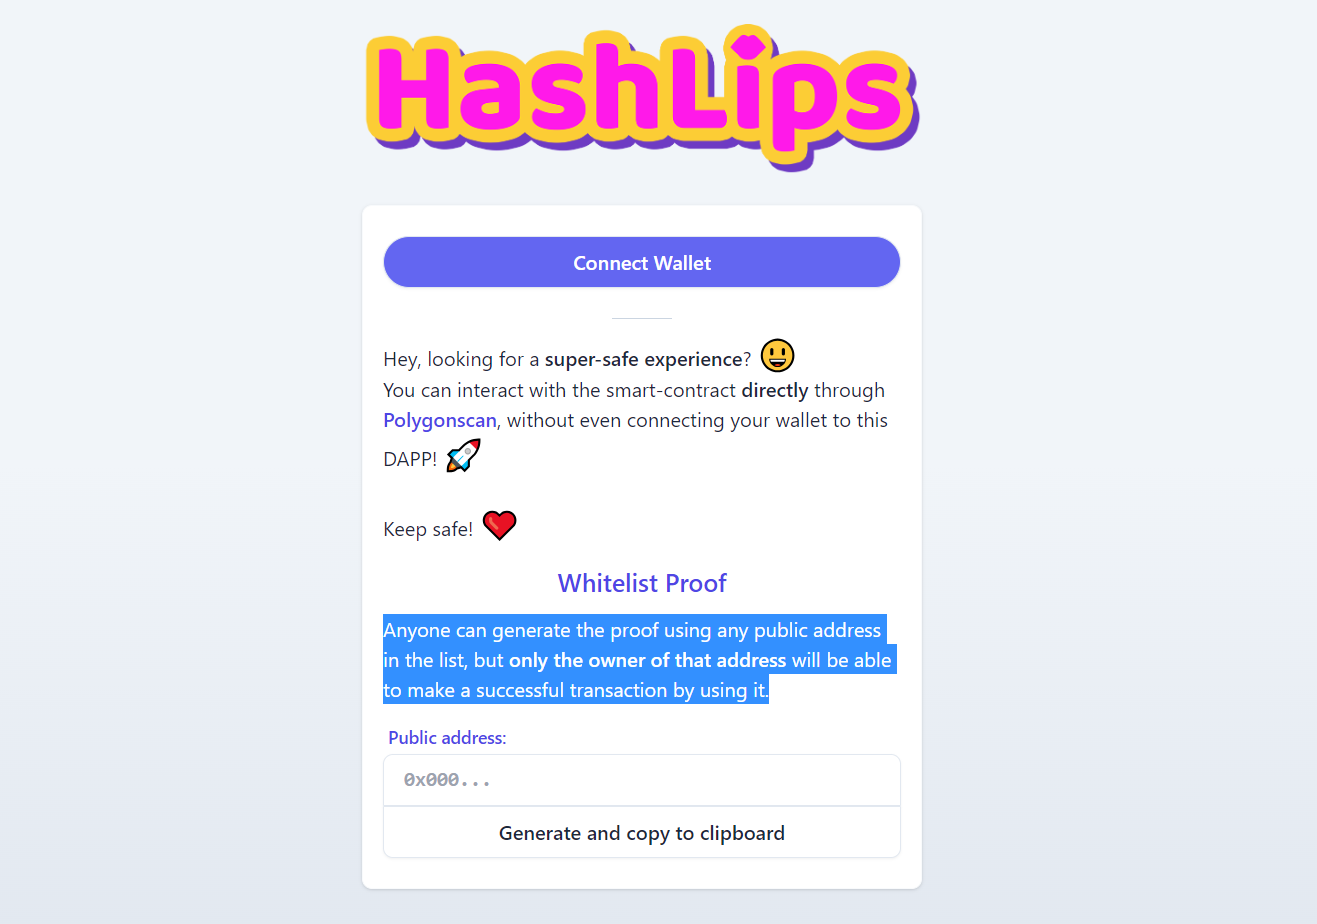 HashLips
Connect Wallet
Hey, looking for a super-safe experience? 😃
You can interact with the smart-contract directly through
Polygonscan, without even connecting your wallet to this
DAPP! 🚀
Keep safe! ❤️
Whitelist Proof
Anyone can generate the proof using any public address
in the list, but only the owner of that address will be able
to make a successful transaction by using it.
Public address:
0x000...
Generate and copy to clipboard